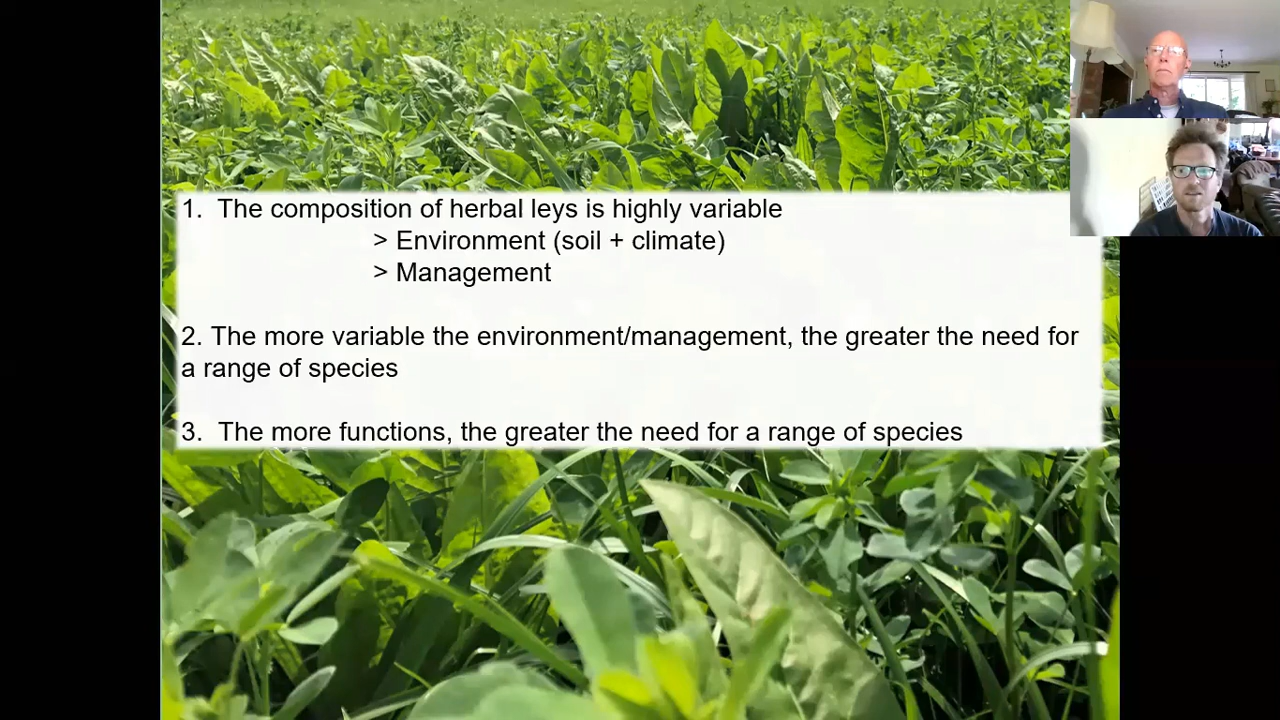 1.  The composition of herbal leys is highly variable
> Environment (soil + climate)
> Management
2. The more variable the environment/management, the greater the need for
a range of species
3.  The more functions, the greater the need for a range of species